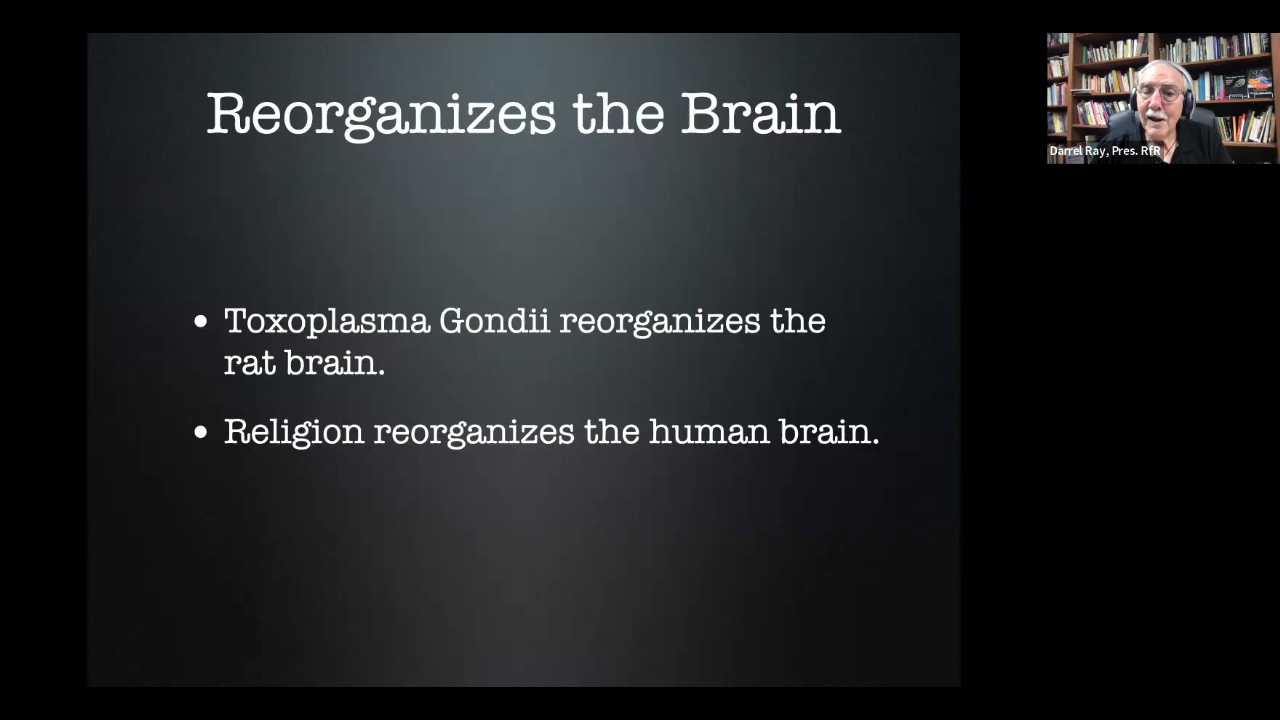 Reorganizes the Brain
• Toxoplasma Gondii reorganizes the
rat brain.
• Religion reorganizes the human brain.
Darrel Ray, Pres. RfR